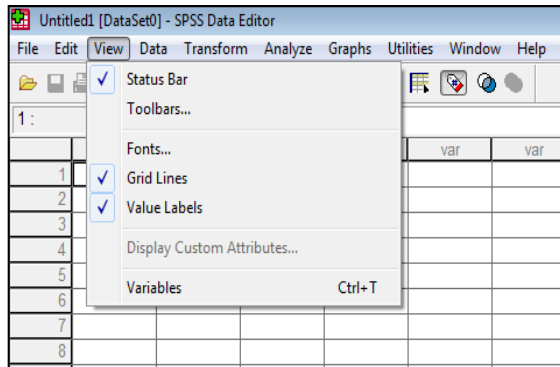 Untitled1 [DataSet0] - SPSS Data Editor
File Edit View Data Transform Analyze Graphs Utilities Window Help
Status Bar
Toolbars...
1 :
Fonts...
var var
1
Grid Lines
2
Value Labels
3
4
Display Custom Attributes...
5
Variables Ctrl+T
6
7
8